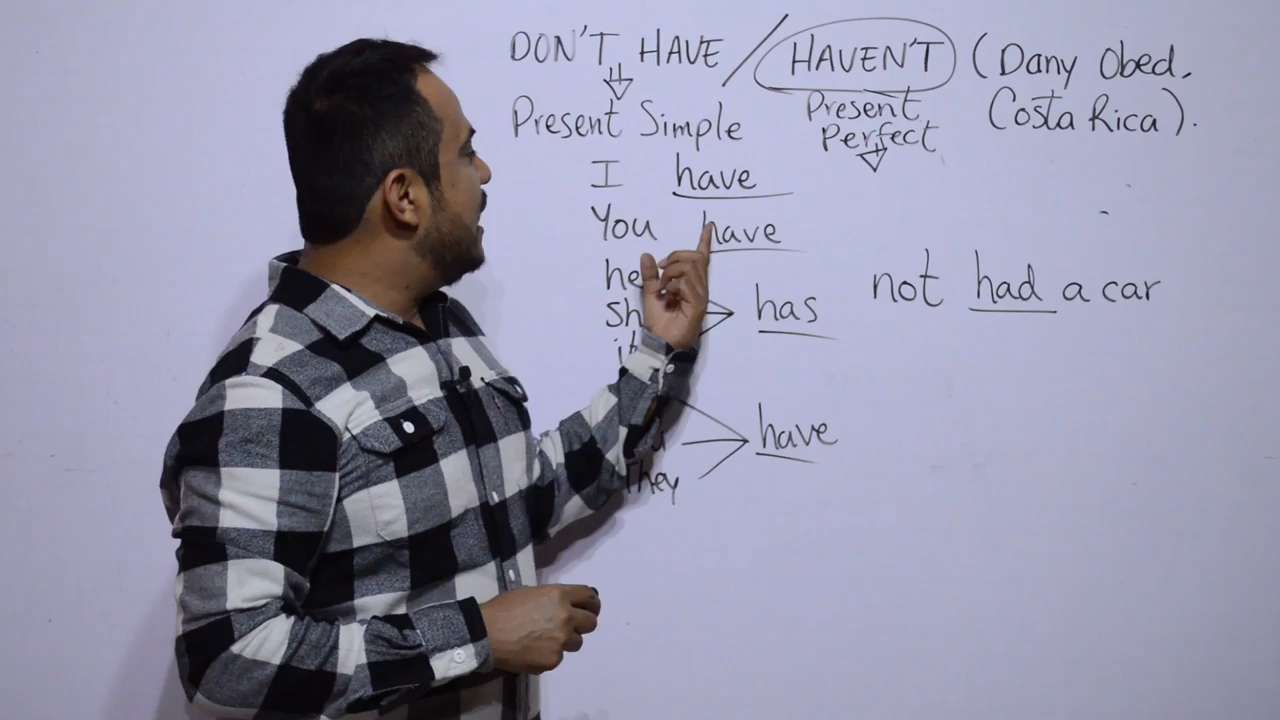 DON'T HAVE / HAVEN'T (Dany Obed,
Costa Rica).
Present Simple
Present
Perfect
I have
You have
he
sh
it
has
not had a car
have
They